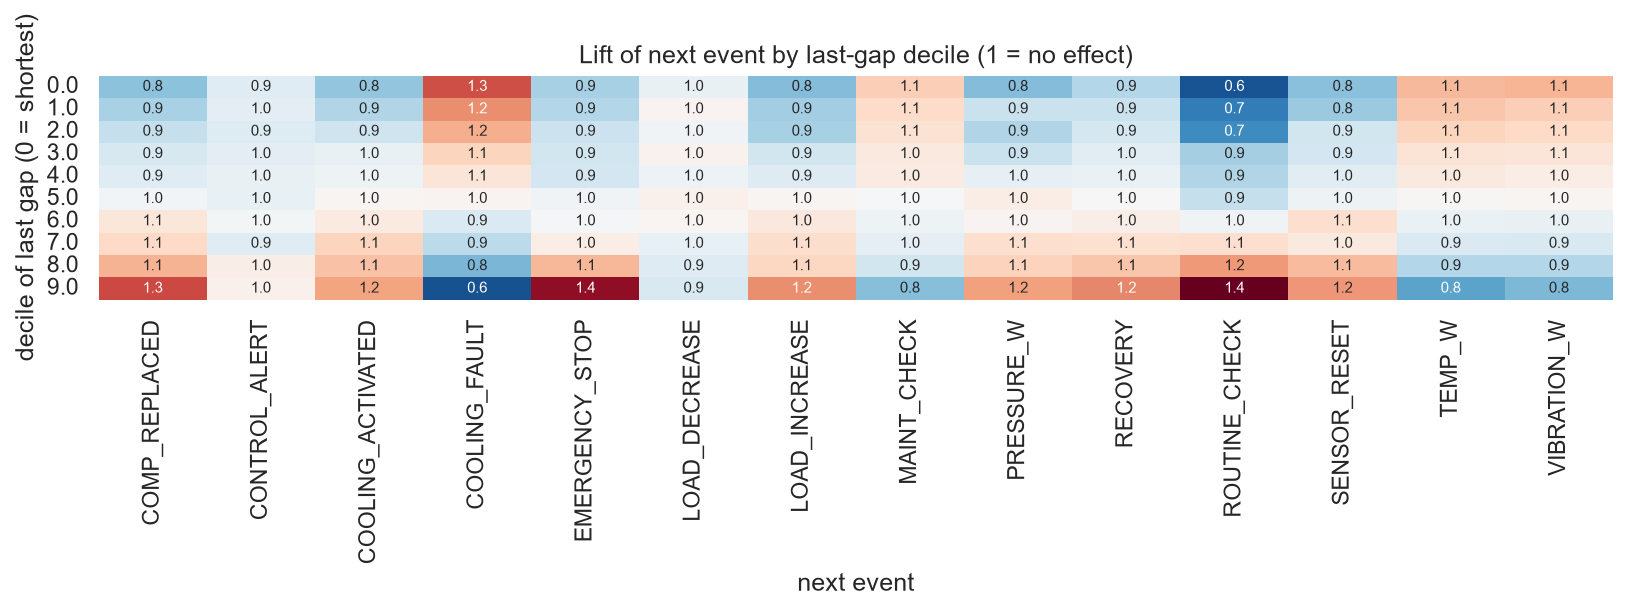 Lift of next event by last-gap decile (1 = no effect)
decile of last gap (0 = shortest)
0.0 0.8 0.9 0.8 1.3 0.9 1.0 0.8 1.1 0.8 0.9 0.6 0.8 1.1 1.1
1.0 0.9 1.0 0.9 1.2 0.9 1.0 0.9 1.1 0.9 0.9 0.7 0.8 1.1 1.1
2.0 0.9 0.9 0.9 1.2 0.9 1.0 0.9 1.1 0.9 0.9 0.7 0.9 1.1 1.1
3.0 0.9 1.0 1.0 1.1 0.9 1.0 0.9 1.0 0.9 1.0 0.9 0.9 1.1 1.1
4.0 0.9 1.0 1.0 1.1 0.9 1.0 0.9 1.0 1.0 1.0 0.9 1.0 1.0 1.0
5.0 1.0 1.0 1.0 1.0 1.0 1.0 1.0 1.0 1.0 1.0 0.9 1.0 1.0 1.0
6.0 1.1 1.0 1.0 0.9 1.0 1.0 1.0 1.0 1.0 1.0 1.0 1.1 1.0 1.0
7.0 1.1 0.9 1.1 0.9 1.0 1.0 1.1 1.0 1.1 1.1 1.1 1.0 0.9 0.9
8.0 1.1 1.0 1.1 0.8 1.1 0.9 1.1 0.9 1.1 1.1 1.2 1.1 0.9 0.9
9.0 1.3 1.0 1.2 0.6 1.4 0.9 1.2 0.8 1.2 1.2 1.4 1.2 0.8 0.8
COMP_REPLACED
CONTROL_ALERT
COOLING_ACTIVATED
COOLING_FAULT
EMERGENCY_STOP
LOAD_DECREASE
LOAD_INCREASE
MAINT_CHECK
PRESSURE_W
RECOVERY
ROUTINE_CHECK
SENSOR_RESET
TEMP_W
VIBRATION_W
next event